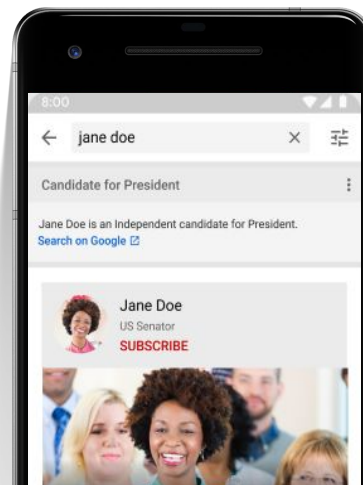 8:00
jane doe
Candidate for President
Jane Doe is an Independent candidate for President.
Search on Google
Jane Doe
US Senator
SUBSCRIBE